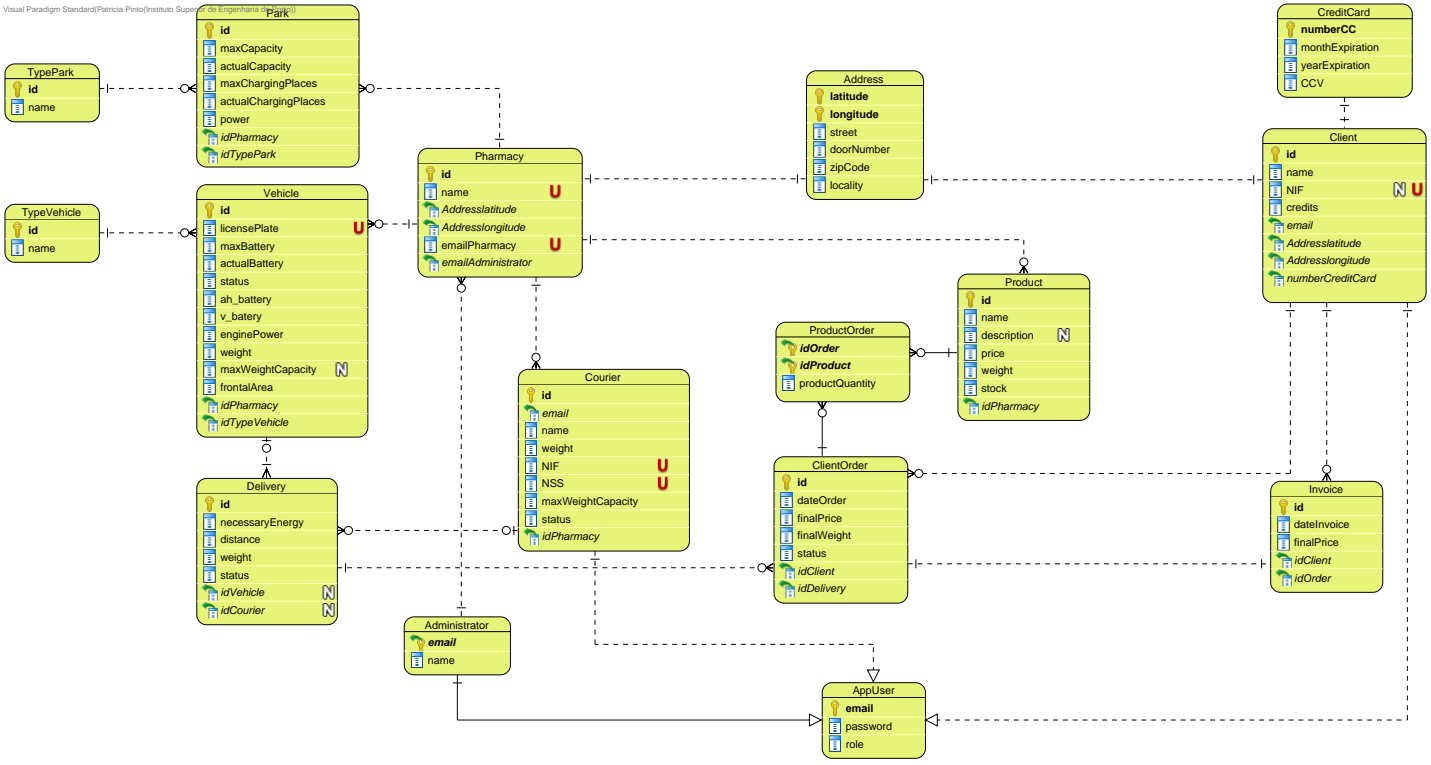 Visual Paradigm Standard(Patricia Pinto(Instituto Superior de Engenharia do Porto))
Park
id
maxCapacity
actualCapacity
maxChargingPlaces
actualChargingPlaces
power
idPharmacy
idTypePark
TypePark
id
name
CreditCard
numberCC
monthExpiration
yearExpiration
CCV
Address
latitude
longitude
street
doorNumber
zipCode
locality
Client
id
name
NIF N U
credits
email
Addresslatitude
Addresslongitude
numberCreditCard
Pharmacy
id
name U
Addresslatitude
Addresslongitude
emailPharmacy U
emailAdministrator
Vehicle
id
licensePlate U
maxBattery
actualBattery
status
ah_battery
v_batery
enginePower
weight
maxWeightCapacity N
frontalArea
idPharmacy
idTypeVehicle
TypeVehicle
id
name
Product
id
name
description N
price
weight
stock
idPharmacy
ProductOrder
idOrder
idProduct
productQuantity
Courier
id
email
name
weight
NIF U
NSS U
maxWeightCapacity
status
idPharmacy
ClientOrder
id
dateOrder
finalPrice
finalWeight
status
idClient
idDelivery
Invoice
id
dateInvoice
finalPrice
idClient
idOrder
Delivery
id
necessaryEnergy
distance
weight
status
idVehicle N
idCourier N
Administrator
email
name
AppUser
email
password
role